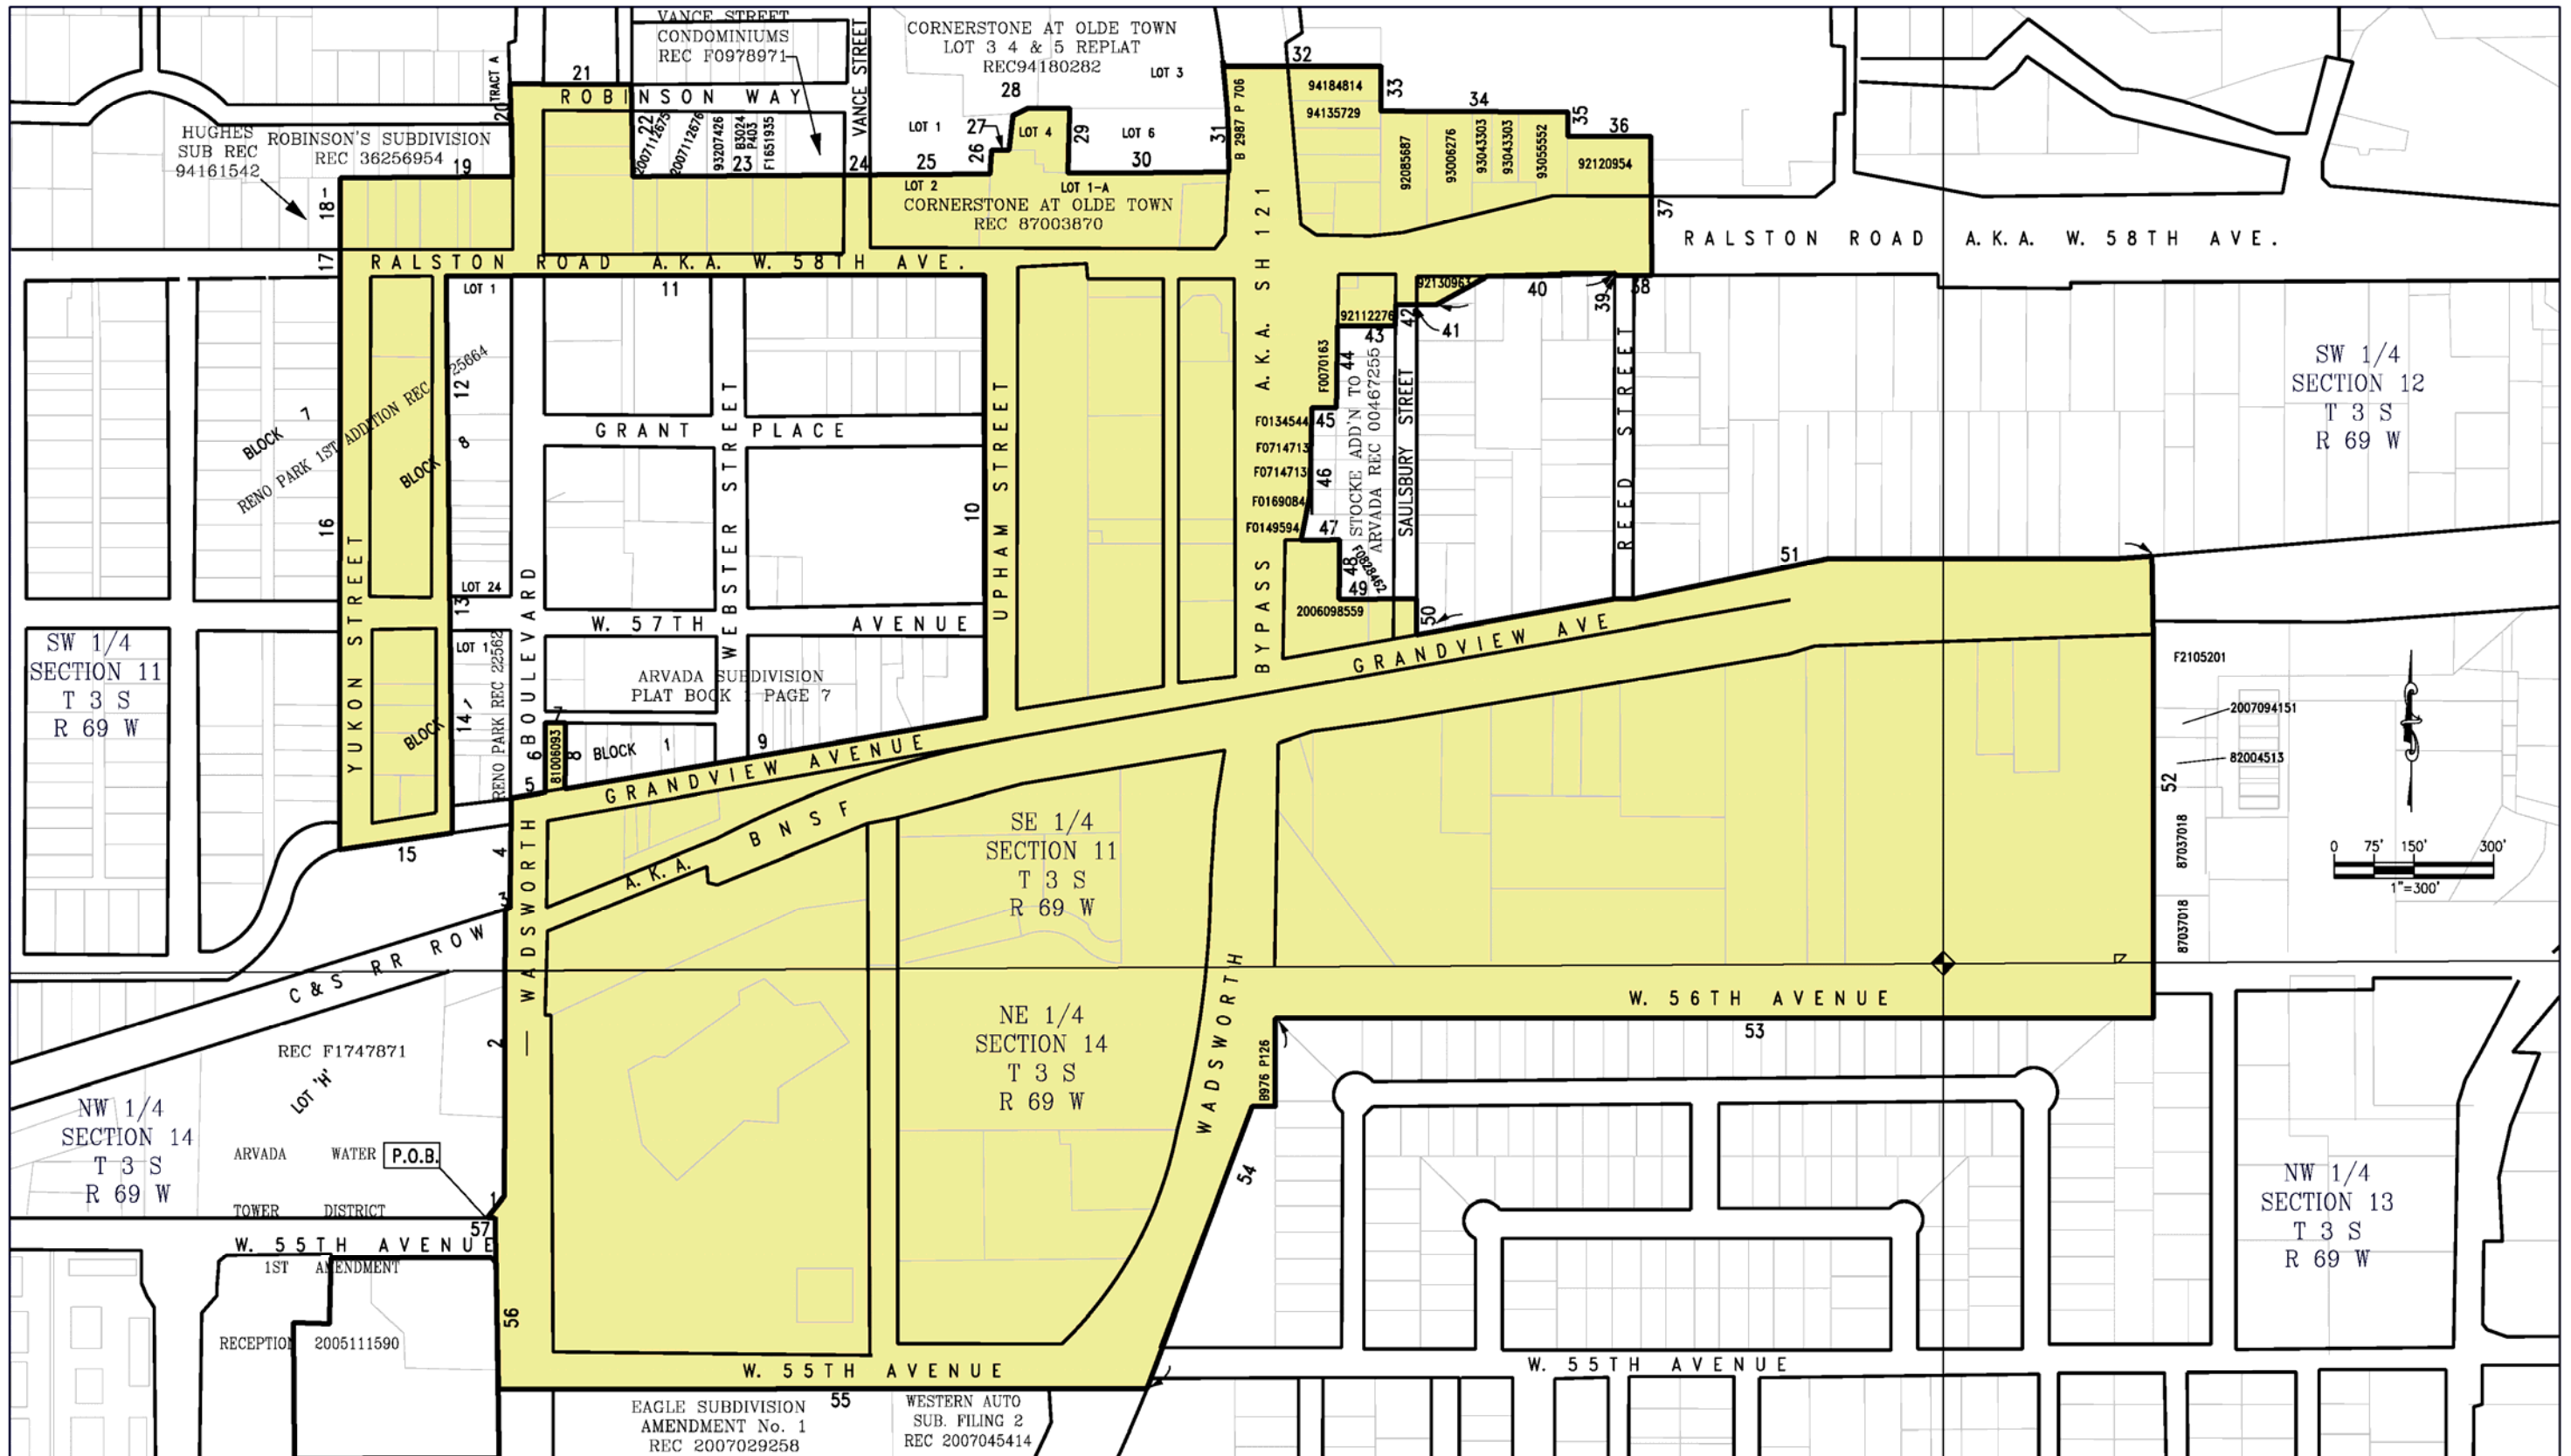 VANCE STREET
CONDOMINIUMS
REC F0978971
VANCE STREET
CORNERSTONE AT OLDE TOWN
LOT 3 4 & 5 REPLAT
REC94180282
LOT 3
TRACT A
20
21
ROBINSON WAY
22
2007112675
2007112676
93207426
B3024
P403
F1651935
23
24
28
LOT 1
27
26
25
LOT 4
29
LOT 6
30
31
B 2987 P 706
32
94184814
94135729
33
34
35
36
92085687
93006276
93043303
93043303
93055552
92120954
37
HUGHES
SUB REC
94161542
ROBINSON'S SUBDIVISION
REC 36256954
19
18
LOT 2
LOT 1-A
CORNERSTONE AT OLDE TOWN
REC 87003870
RALSTON ROAD A.K.A. W. 58TH AVE.
17
RALSTON ROAD A.K.A. W. 58TH AVE.
LOT 1
11
92130963
40
39
38
92112276
43
42
41
44
F0070163
STOCKE ADD'N TO
ARVADA REC 00467255
SAULSBURY STREET
REED STREET
SW 1/4
SECTION 12
T 3 S
R 69 W
BLOCK 7
RENO PARK 1ST ADDITION REC 25664
BLOCK 8
12
GRANT PLACE
WEBSTER STREET
UPHAM STREET
10
BYPASS A.K.A. SH 121
F0134544
45
F0714713
F0714713
46
F0169084
F0149594
47
48
F0828462
49
2006098559
50
51
16
YUKON STREET
LOT 24
13
W. 57TH AVENUE
LOT 1
RENO PARK REC 22562
14
BLOCK
SW 1/4
SECTION 11
T 3 S
R 69 W
ARVADA SUBDIVISION
PLAT BOOK 1 PAGE 7
7
6
81006093
8
BLOCK 1
9
5
GRANDVIEW AVENUE
GRANDVIEW AVE
15
4
3
A.K.A. BNSF
C & S RR ROW
WADSWORTH BOULEVARD
SE 1/4
SECTION 11
T 3 S
R 69 W
F2105201
2007094151
82004513
52
87037018
87037018
0 75' 150' 300'
1"=300'
W. 56TH AVENUE
53
NE 1/4
SECTION 14
T 3 S
R 69 W
WADSWORTH
B976 P126
54
2
REC F1747871
LOT 'H'
NW 1/4
SECTION 14
T 3 S
R 69 W
ARVADA WATER
P.O.B.
1
TOWER DISTRICT
57
W. 55TH AVENUE
1ST AMENDMENT
56
RECEPTION 2005111590
NW 1/4
SECTION 13
T 3 S
R 69 W
W. 55TH AVENUE
W. 55TH AVENUE
55
EAGLE SUBDIVISION
AMENDMENT No. 1
REC 2007029258
WESTERN AUTO
SUB. FILING 2
REC 2007045414